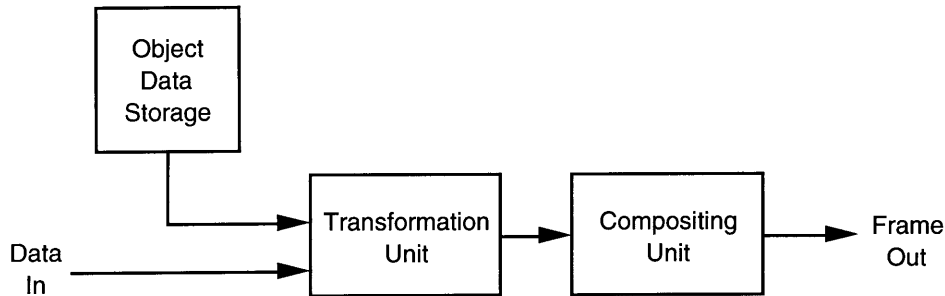 Object
Data
Storage
Transformation
Unit
Compositing
Unit
Frame
Out
Data
In